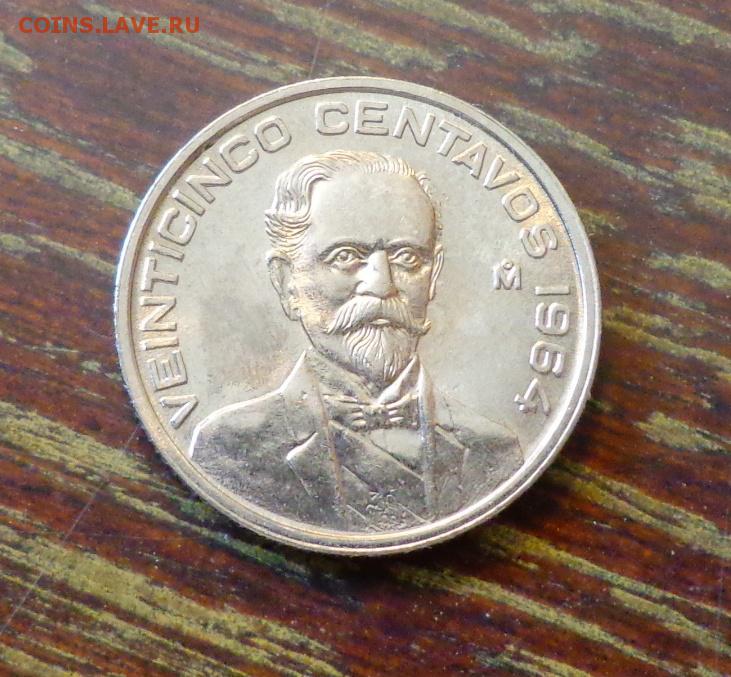 COINS.LAVE.RU
VEINTICINCO CENTAVOS 1964
M